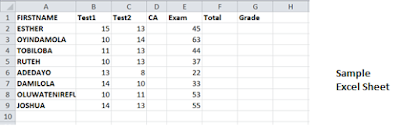 A B C D E F G H
1 FIRSTNAME Test1 Test2 CA Exam Total Grade
2 ESTHER 15 13 45
3 OYINDAMOLA 10 14 63
4 TOBILOBA 11 13 44
5 RUTEH 10 13 37
6 ADEDAYO 13 8 22
7 DAMILOLA 14 10 33
8 OLUWATENIREFL 10 11 53
9 JOSHUA 14 13 55
10
Sample
Excel Sheet